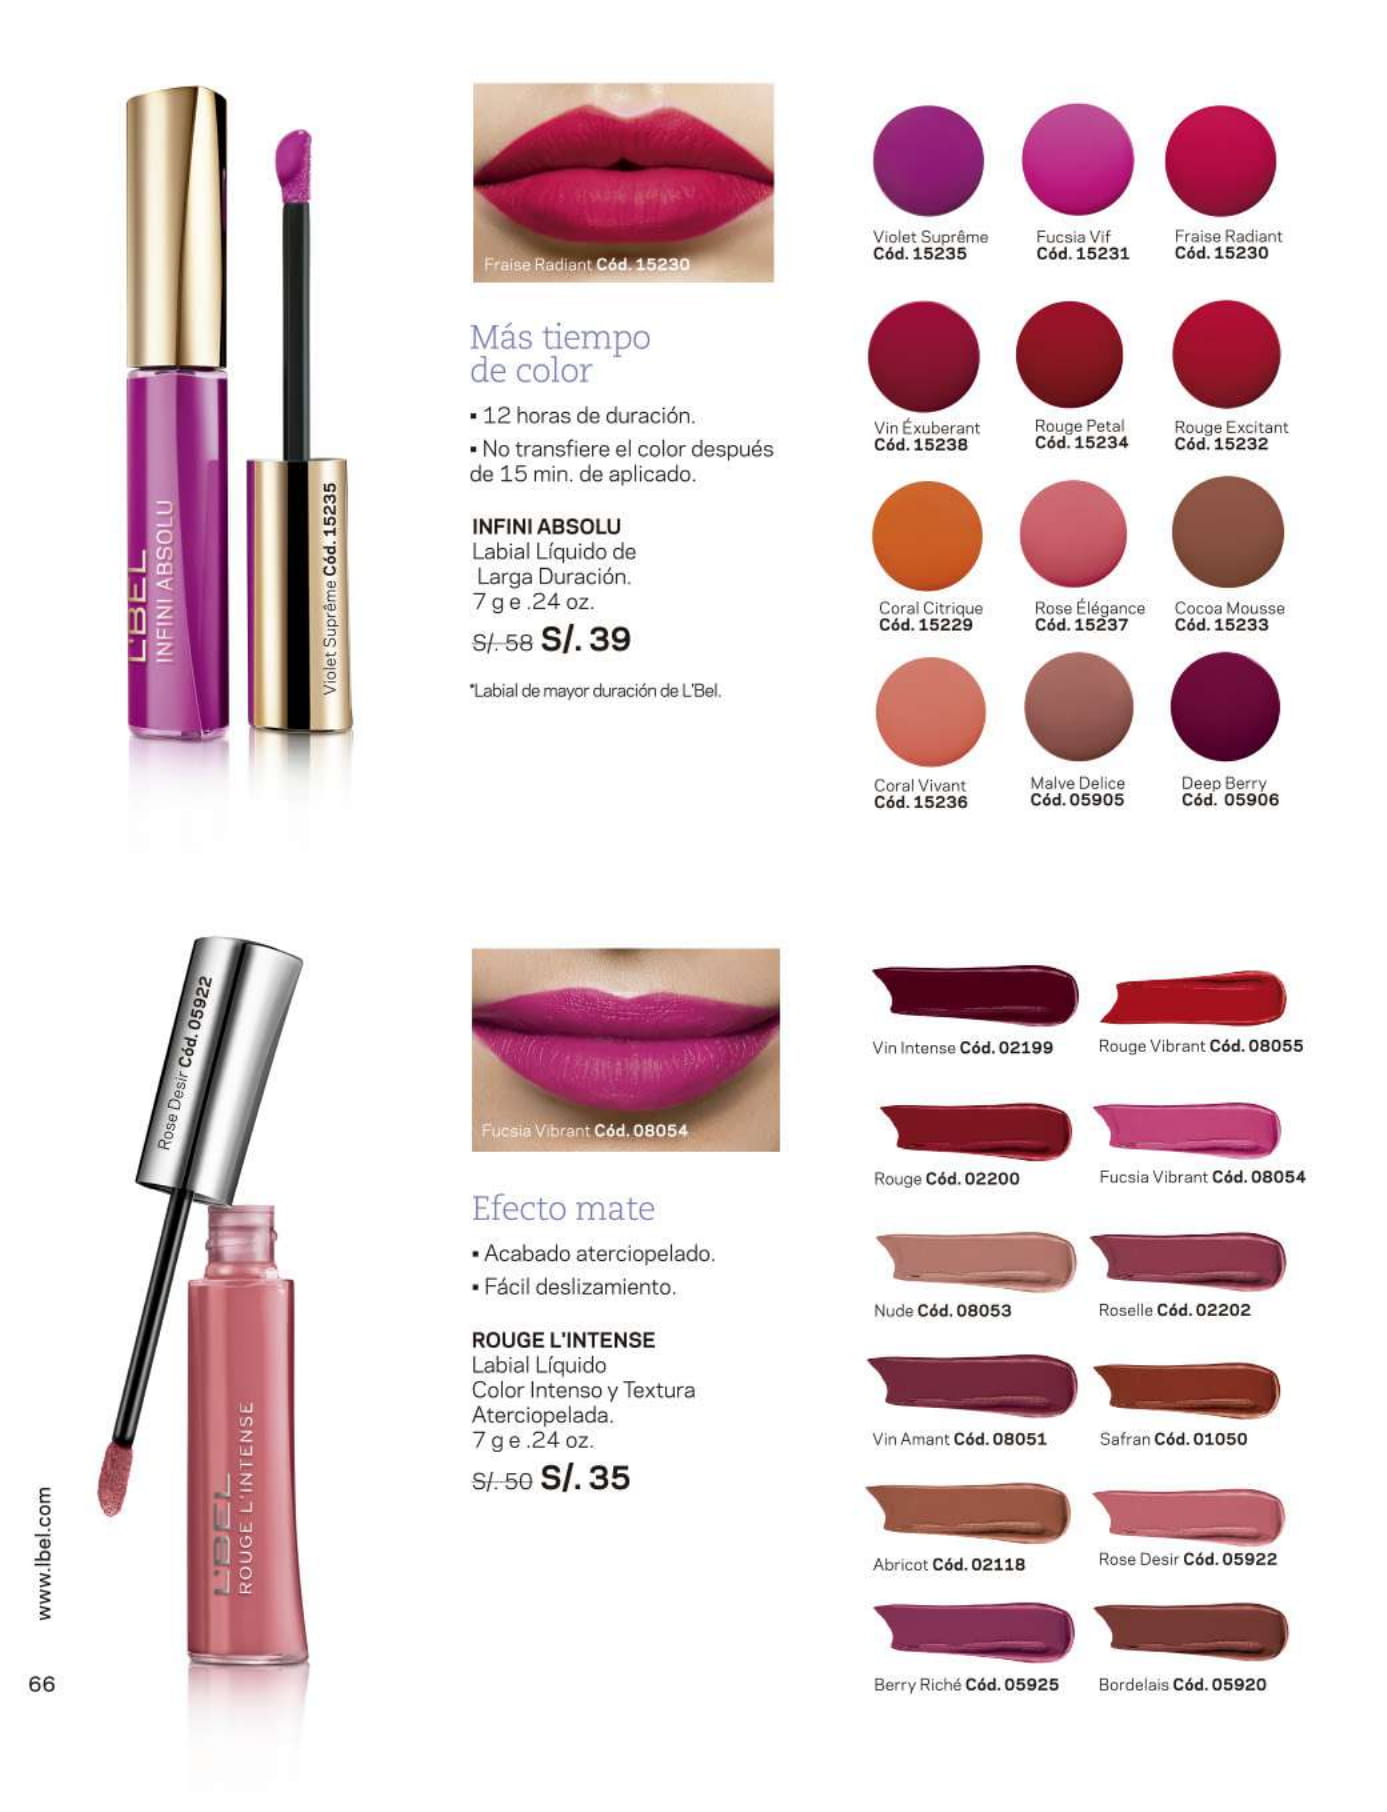 L'BEL
INFINI ABSOLU
Violet Suprême Cód. 15235
Fraise Radiant Cód. 15230
Más tiempo
de color
▪ 12 horas de duración.
▪ No transfiere el color después
de 15 min. de aplicado.
INFINI ABSOLU
Labial Líquido de
Larga Duración.
7 g e .24 oz.
S/. 58 S/. 39
*Labial de mayor duración de L'Bel.
Violet Suprême
Cód. 15235
Fucsia Vif
Cód. 15231
Fraise Radiant
Cód. 15230
Vin Éxuberant
Cód. 15238
Rouge Petal
Cód. 15234
Rouge Excitant
Cód. 15232
Coral Citrique
Cód. 15229
Rose Élégance
Cód. 15237
Cocoa Mousse
Cód. 15233
Coral Vivant
Cód. 15236
Malve Delice
Cód. 05905
Deep Berry
Cód. 05906
Rose Desir Cód. 05922
L'BEL
ROUGE L'INTENSE
Fucsia Vibrant Cód. 08054
Efecto mate
▪ Acabado aterciopelado.
▪ Fácil deslizamiento.
ROUGE L'INTENSE
Labial Líquido
Color Intenso y Textura
Aterciopelada.
7 g e .24 oz.
S/. 50 S/. 35
Vin Intense Cód. 02199
Rouge Vibrant Cód. 08055
Rouge Cód. 02200
Fucsia Vibrant Cód. 08054
Nude Cód. 08053
Roselle Cód. 02202
Vin Amant Cód. 08051
Safran Cód. 01050
Abricot Cód. 02118
Rose Desir Cód. 05922
Berry Riché Cód. 05925
Bordelais Cód. 05920
www.lbel.com
66